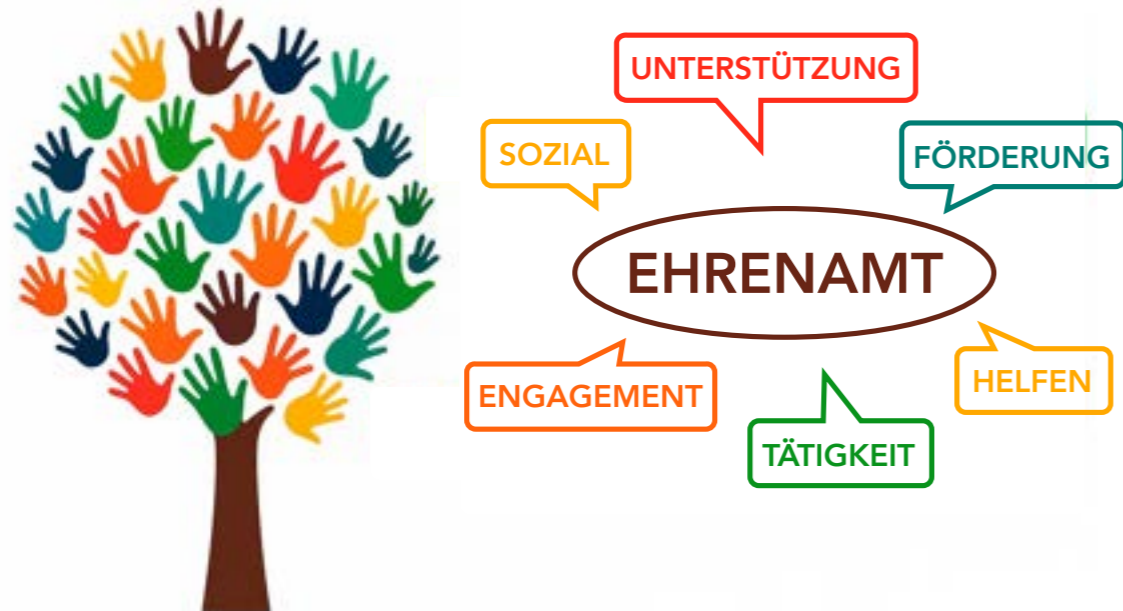 UNTERSTÜTZUNG
SOZIAL
FÖRDERUNG
EHRENAMT
ENGAGEMENT
HELFEN
TÄTIGKEIT